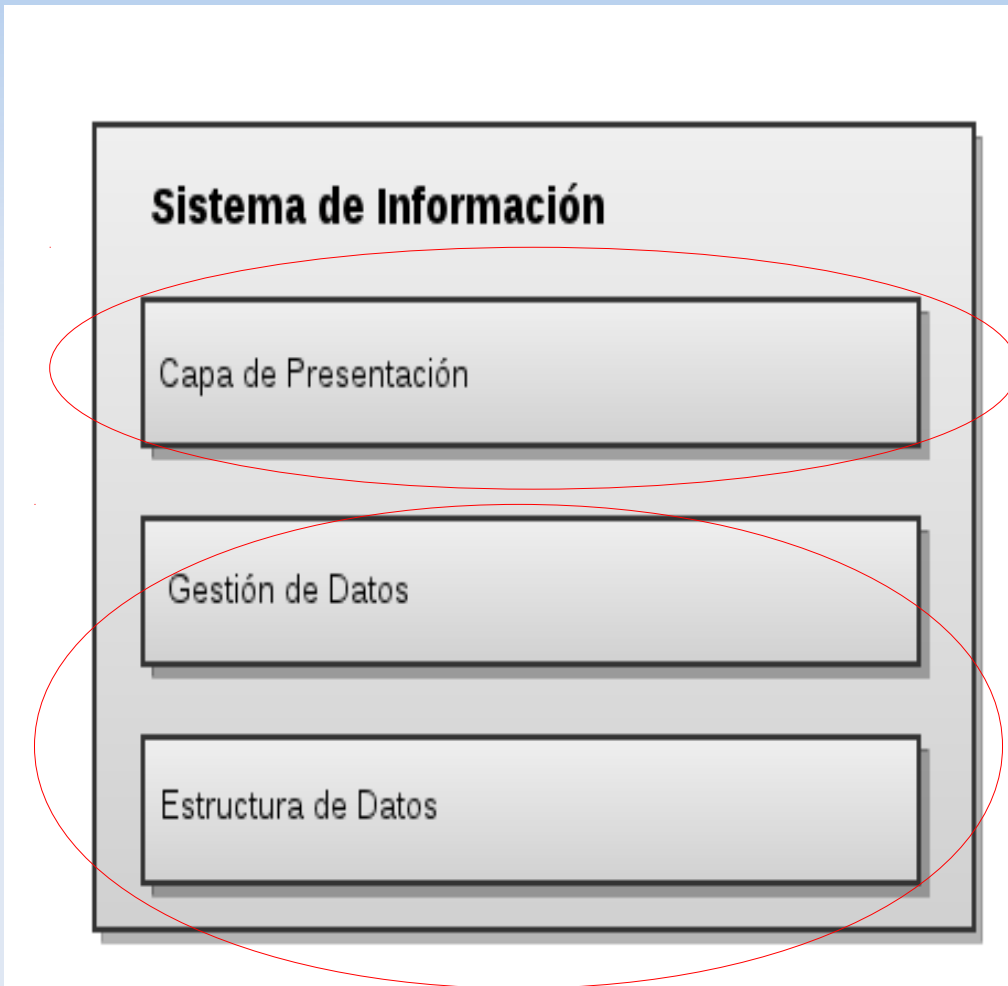 Sistema de Información
Capa de Presentación
Gestión de Datos
Estructura de Datos